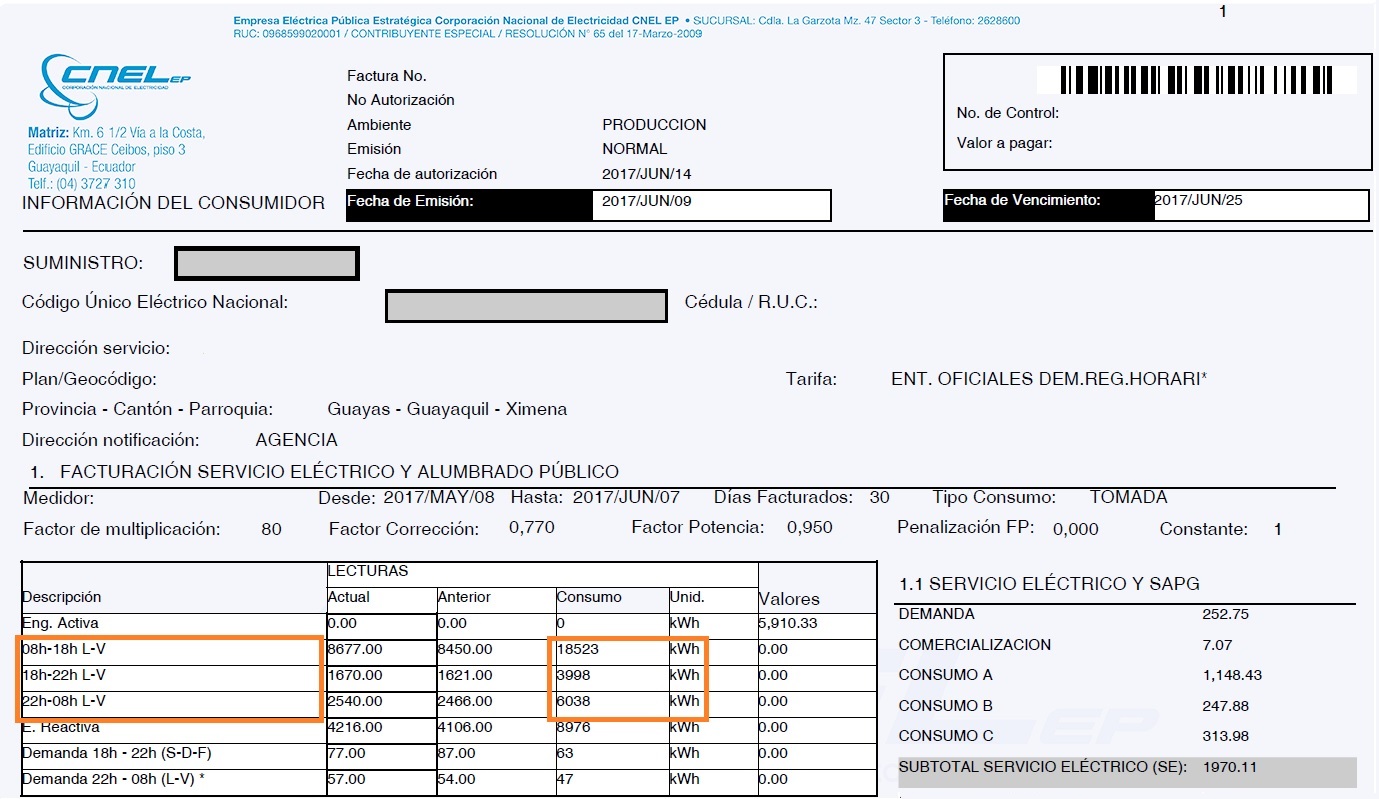 1
Empresa Eléctrica Pública Estratégica Corporación Nacional de Electricidad CNEL EP • SUCURSAL: Cdla. La Garzota Mz. 47 Sector 3 - Teléfono: 2628600
RUC: 0968599020001 / CONTRIBUYENTE ESPECIAL / RESOLUCIÓN N° 65 del 17-Marzo-2009
CNEL EP
CORPORACIÓN NACIONAL DE ELECTRICIDAD
Matriz: Km. 6 1/2 Vía a la Costa,
Edificio GRACE Ceibos, piso 3
Guayaquil - Ecuador
Telf.: (04) 3727 310
Factura No.
No Autorización
Ambiente PRODUCCION
Emisión NORMAL
Fecha de autorización 2017/JUN/14
No. de Control:
Valor a pagar:
INFORMACIÓN DEL CONSUMIDOR
Fecha de Emisión: 2017/JUN/09
Fecha de Vencimiento: 2017/JUN/25
SUMINISTRO:
Código Único Eléctrico Nacional: Cédula / R.U.C.:
Dirección servicio:
Plan/Geocódigo: Tarifa: ENT. OFICIALES DEM.REG.HORARI*
Provincia - Cantón - Parroquia: Guayas - Guayaquil - Ximena
Dirección notificación: AGENCIA
1. FACTURACIÓN SERVICIO ELÉCTRICO Y ALUMBRADO PÚBLICO
Medidor: Desde: 2017/MAY/08 Hasta: 2017/JUN/07 Días Facturados: 30 Tipo Consumo: TOMADA
Factor de multiplicación: 80 Factor Corrección: 0,770 Factor Potencia: 0,950 Penalización FP: 0,000 Constante: 1
LECTURAS
Descripción Actual Anterior Consumo Unid. Valores
Eng. Activa 0.00 0.00 0 kWh 5,910.33
08h-18h L-V 8677.00 8450.00 18523 kWh 0.00
18h-22h L-V 1670.00 1621.00 3998 kWh 0.00
22h-08h L-V 2540.00 2466.00 6038 kWh 0.00
E. Reactiva 4216.00 4106.00 8976 kWh 0.00
Demanda 18h - 22h (S-D-F) 77.00 87.00 63 kWh 0.00
Demanda 22h - 08h (L-V) * 57.00 54.00 47 kWh 0.00
1.1 SERVICIO ELÉCTRICO Y SAPG
DEMANDA 252.75
COMERCIALIZACION 7.07
CONSUMO A 1,148.43
CONSUMO B 247.88
CONSUMO C 313.98
SUBTOTAL SERVICIO ELÉCTRICO (SE): 1970.11